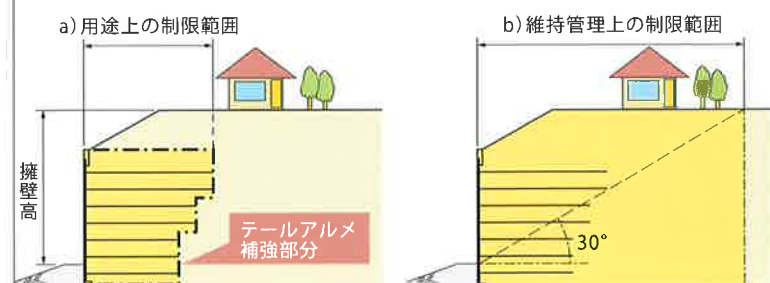 a)用途上の制限範囲
b)維持管理上の制限範囲
擁壁高
テールアルメ
補強部分
30°